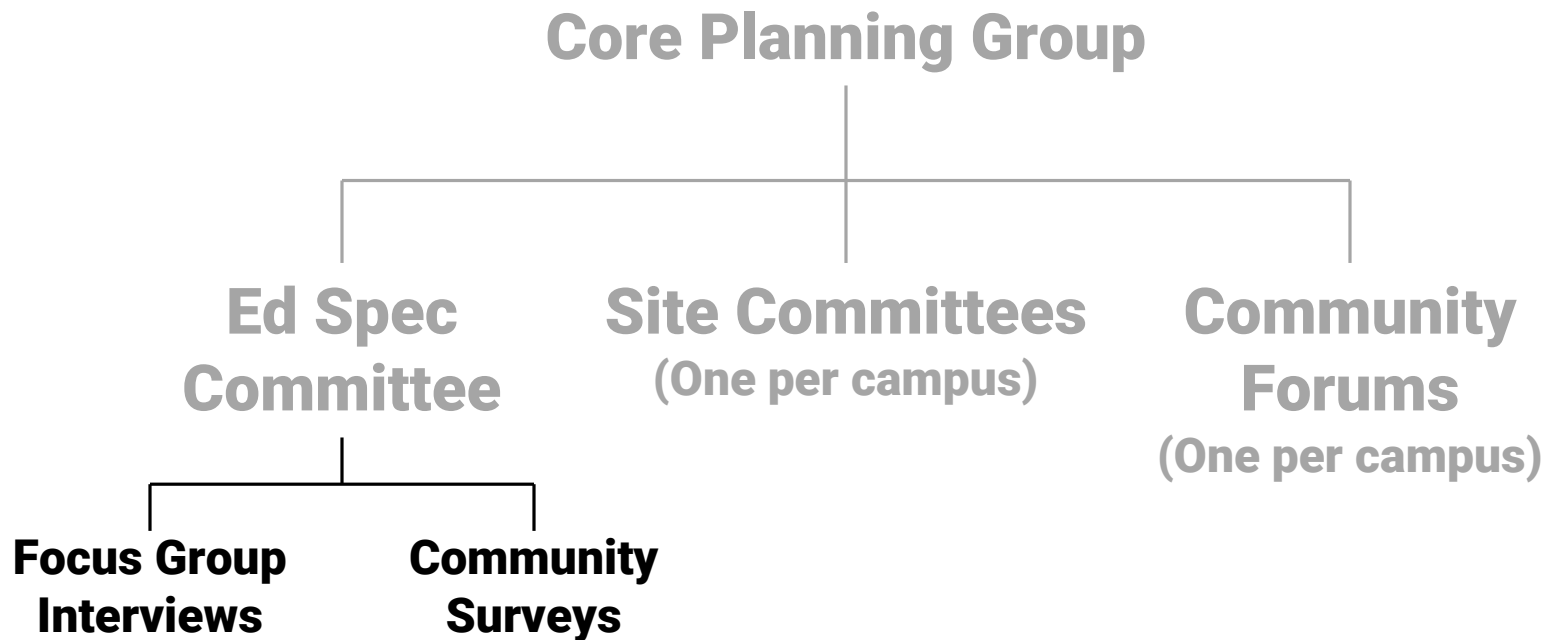 Core Planning Group
Ed Spec
Committee
Site Committees
(One per campus)
Community
Forums
(One per campus)
Focus Group
Interviews
Community
Surveys